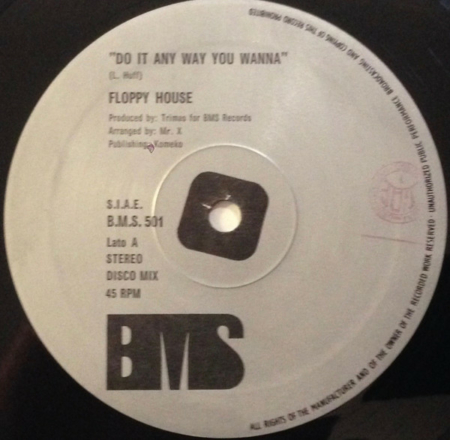 "DO IT ANY WAY YOU WANNA"
(L. Huff)
FLOPPY HOUSE
Produced by: Trimus for BMS Records
Arranged by: Mr. X
Publishing: Komeko
S.I.A.E.
B.M.S. 501
Lato A
STEREO
DISCO MIX
45 RPM
BMS
ALL RIGHTS OF THE MANUFACTURER AND OF THE OWNER OF THE RECORDED WORK RESERVED - UNAUTHORIZED PUBLIC PERFORMANCE BROADCASTING AND COPYING OF THIS RECORD PROHIBITED